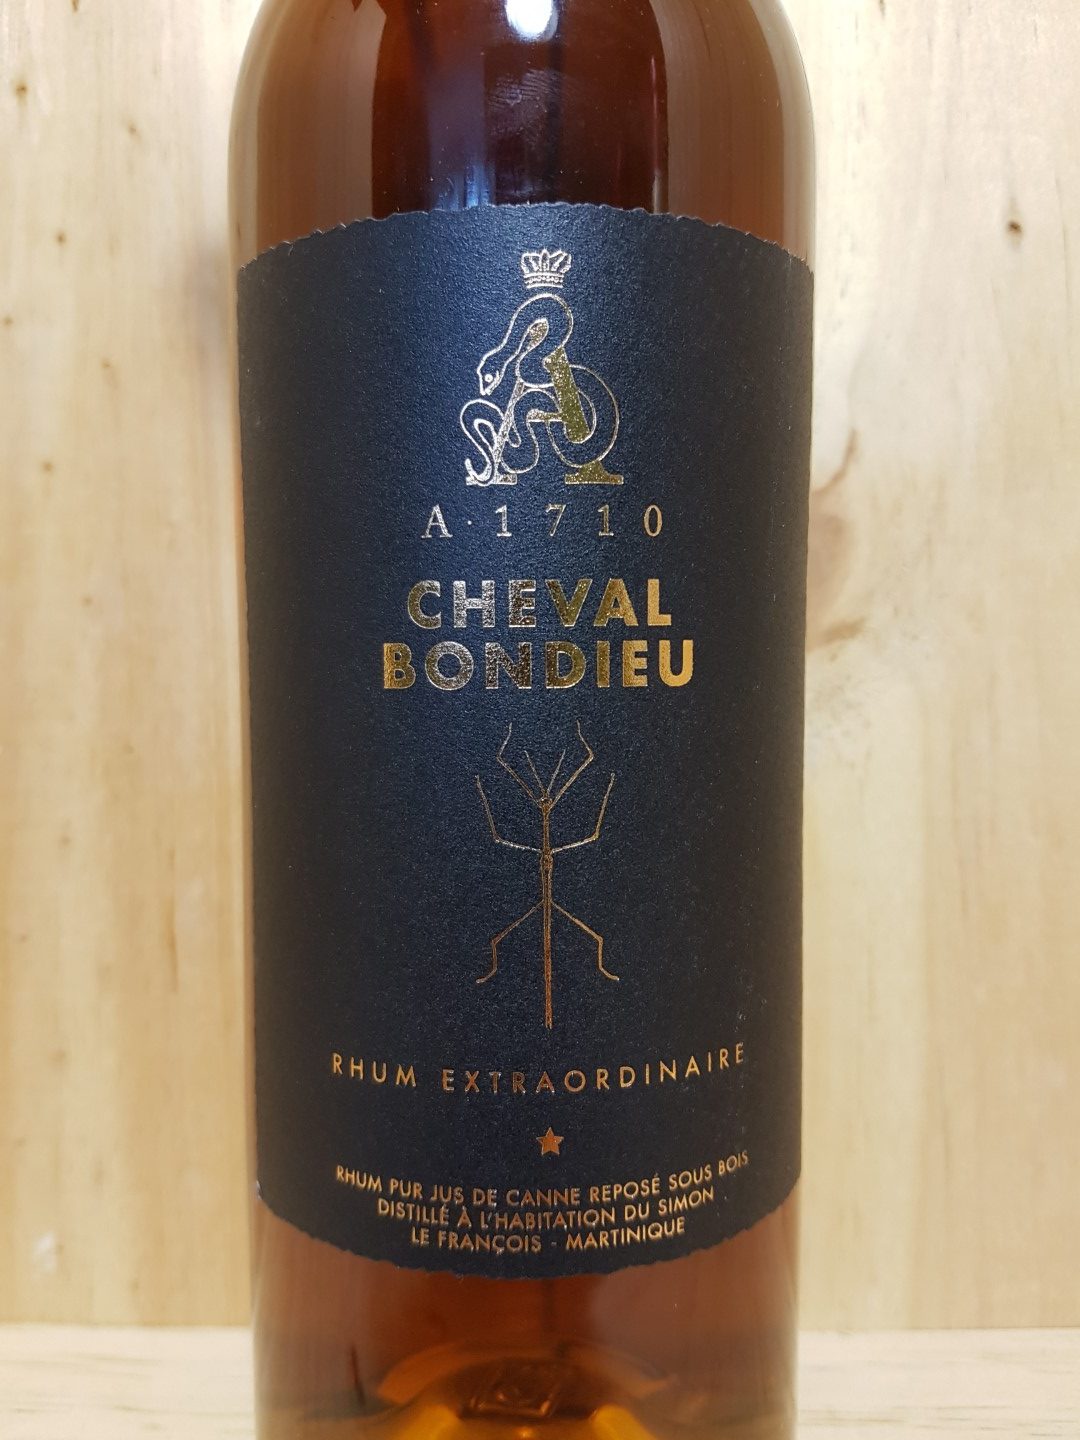 A
A·1710
CHEVAL
BONDIEU
RHUM EXTRAORDINAIRE
RHUM PUR JUS DE CANNE REPOSÉ SOUS BOIS
DISTILLÉ À L'HABITATION DU SIMON
LE FRANÇOIS - MARTINIQUE